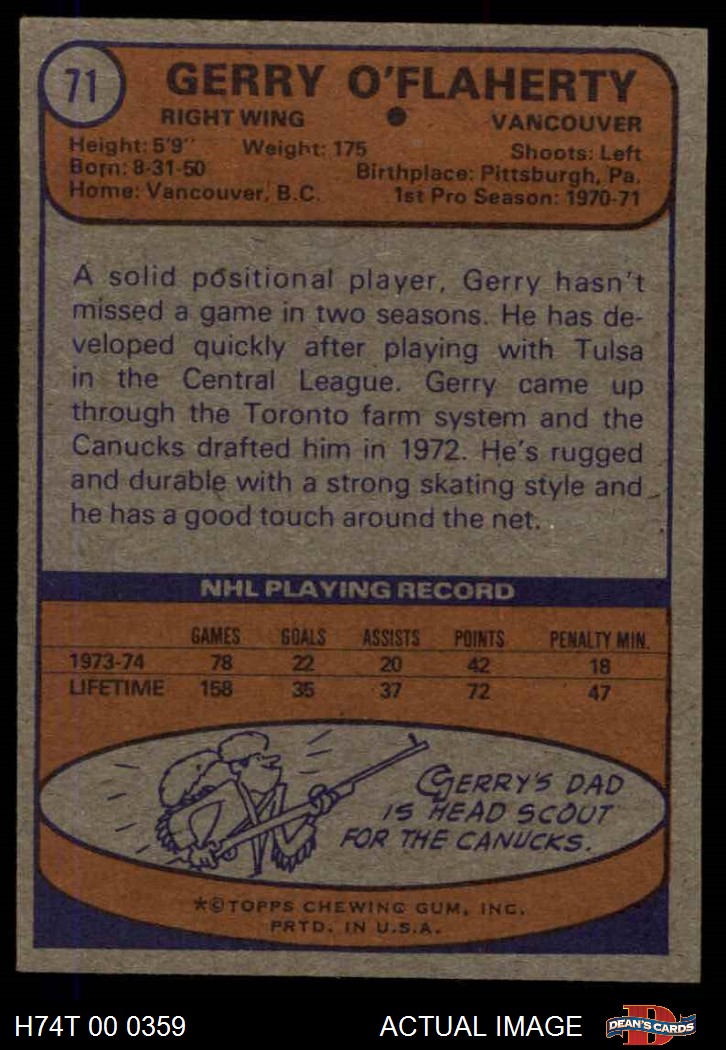 71
GERRY O'FLAHERTY
RIGHT WING ● VANCOUVER
Height: 5'9" Weight: 175 Shoots: Left
Born: 8-31-50 Birthplace: Pittsburgh, Pa.
Home: Vancouver, B.C. 1st Pro Season: 1970-71
A solid positional player, Gerry hasn't
missed a game in two seasons. He has de-
veloped quickly after playing with Tulsa
in the Central League. Gerry came up
through the Toronto farm system and the
Canucks drafted him in 1972. He's rugged
and durable with a strong skating style and
he has a good touch around the net.
NHL PLAYING RECORD
GAMES GOALS ASSISTS POINTS PENALTY MIN.
1973-74 78 22 20 42 18
LIFETIME 158 35 37 72 47
GERRY'S DAD
IS HEAD SCOUT
FOR THE CANUCKS.
*©TOPPS CHEWING GUM, INC.
PRTD. IN U.S.A.
H74T 00 0359 ACTUAL IMAGE D DEAN'S CARDS